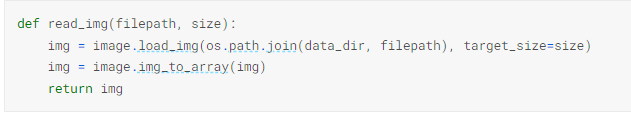 def read_img(filepath, size):
    img = image.load_img(os.path.join(data_dir, filepath), target_size=size)
    img = image.img_to_array(img)
    return img